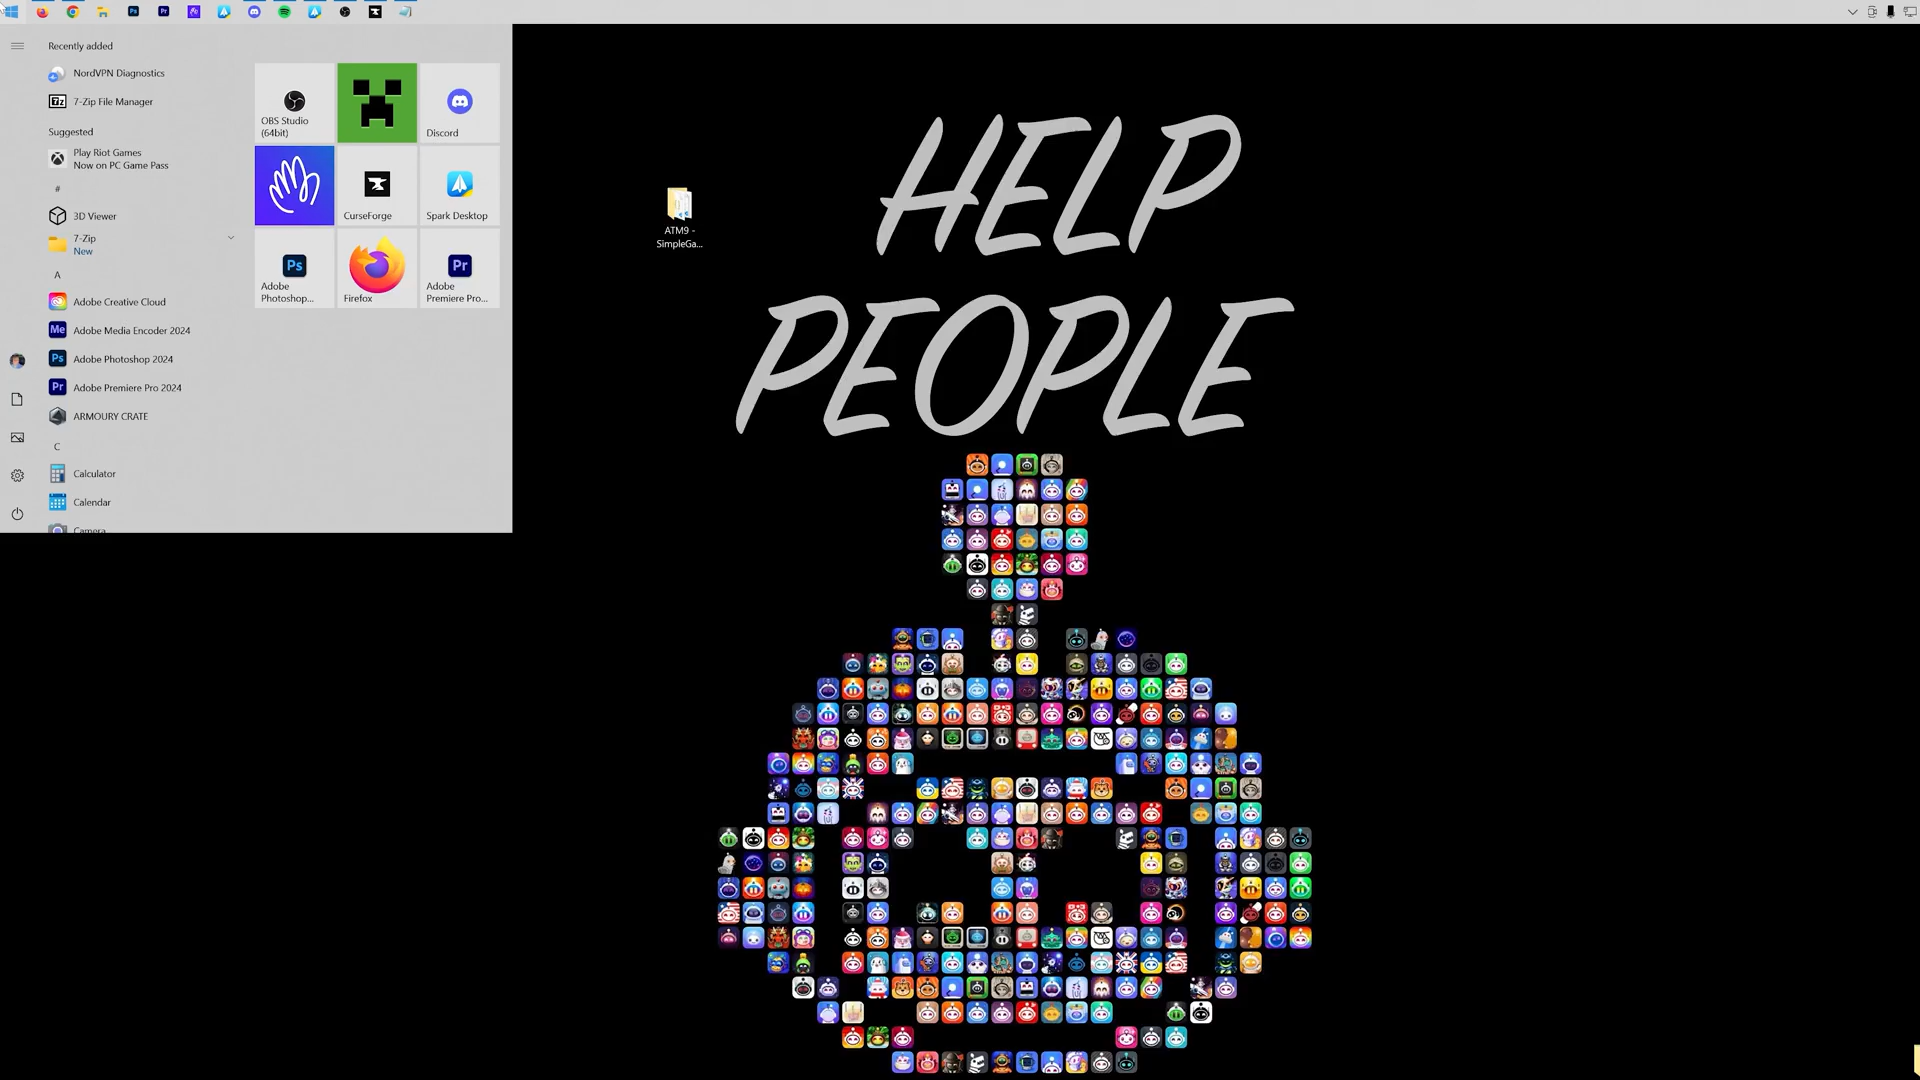 Recently added
NordVPN Diagnostics
7-Zip File Manager
Suggested
Play Riot Games
Now on PC Game Pass
#
3D Viewer
7-Zip
New
A
Adobe Creative Cloud
Adobe Media Encoder 2024
Adobe Photoshop 2024
Adobe Premiere Pro 2024
ARMOURY CRATE
C
Calculator
Calendar
Camera
OBS Studio
(64bit)
Discord
CurseForge
Spark Desktop
Ps
Adobe
Photoshop...
Firefox
Pr
Adobe
Premiere Pro...
ATM9 -
SimpleGa...
HELP
PEOPLE